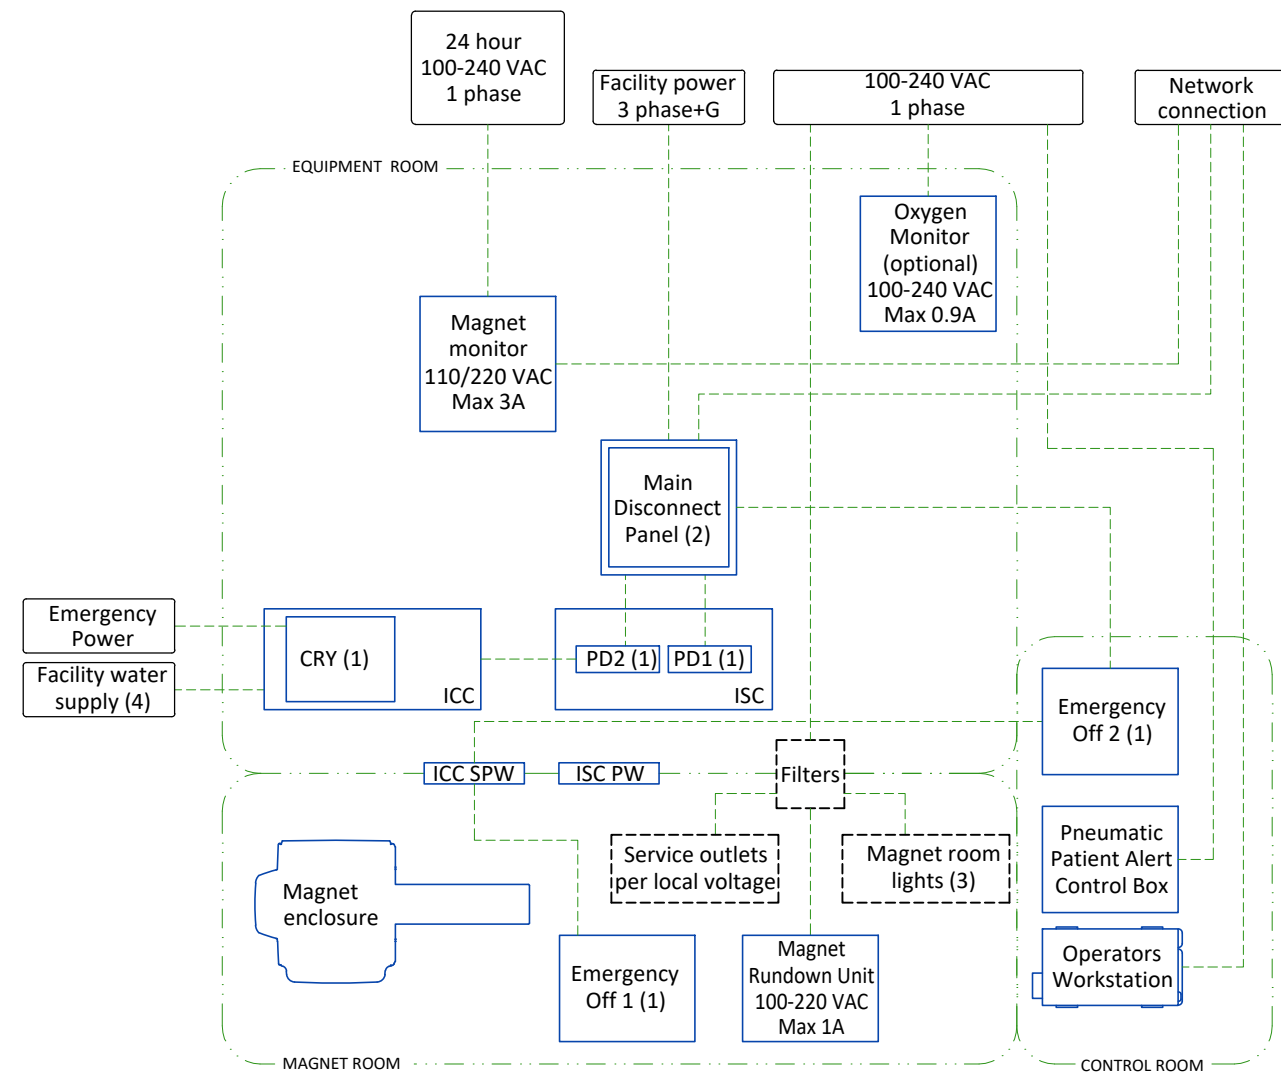 24 hour
100-240 VAC
1 phase
Facility power
3 phase+G
100-240 VAC
1 phase
Network
connection
EQUIPMENT ROOM
Oxygen
Monitor
(optional)
100-240 VAC
Max 0.9A
Magnet
monitor
110/220 VAC
Max 3A
Main
Disconnect
Panel (2)
Emergency
Power
Facility water
supply (4)
CRY (1)
ICC
PD2 (1)
PD1 (1)
ISC
Emergency
Off 2 (1)
ICC SPW
ISC PW
Filters
Service outlets
per local voltage
Magnet room
lights (3)
Pneumatic
Patient Alert
Control Box
Magnet
enclosure
Emergency
Off 1 (1)
Magnet
Rundown Unit
100-220 VAC
Max 1A
Operators
Workstation
MAGNET ROOM
CONTROL ROOM